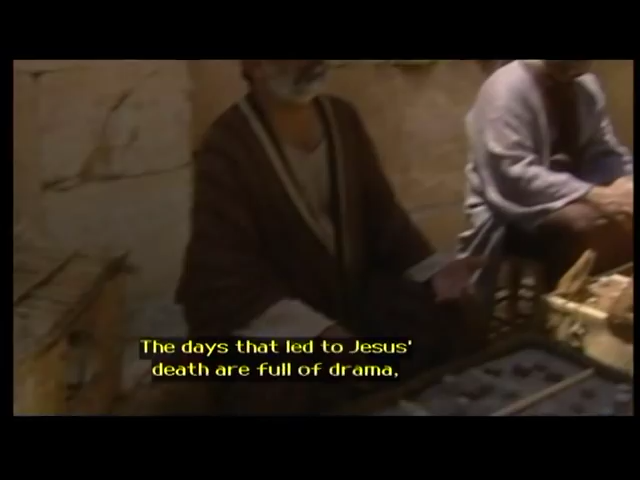 The days that led to Jesus'
death are full of drama,